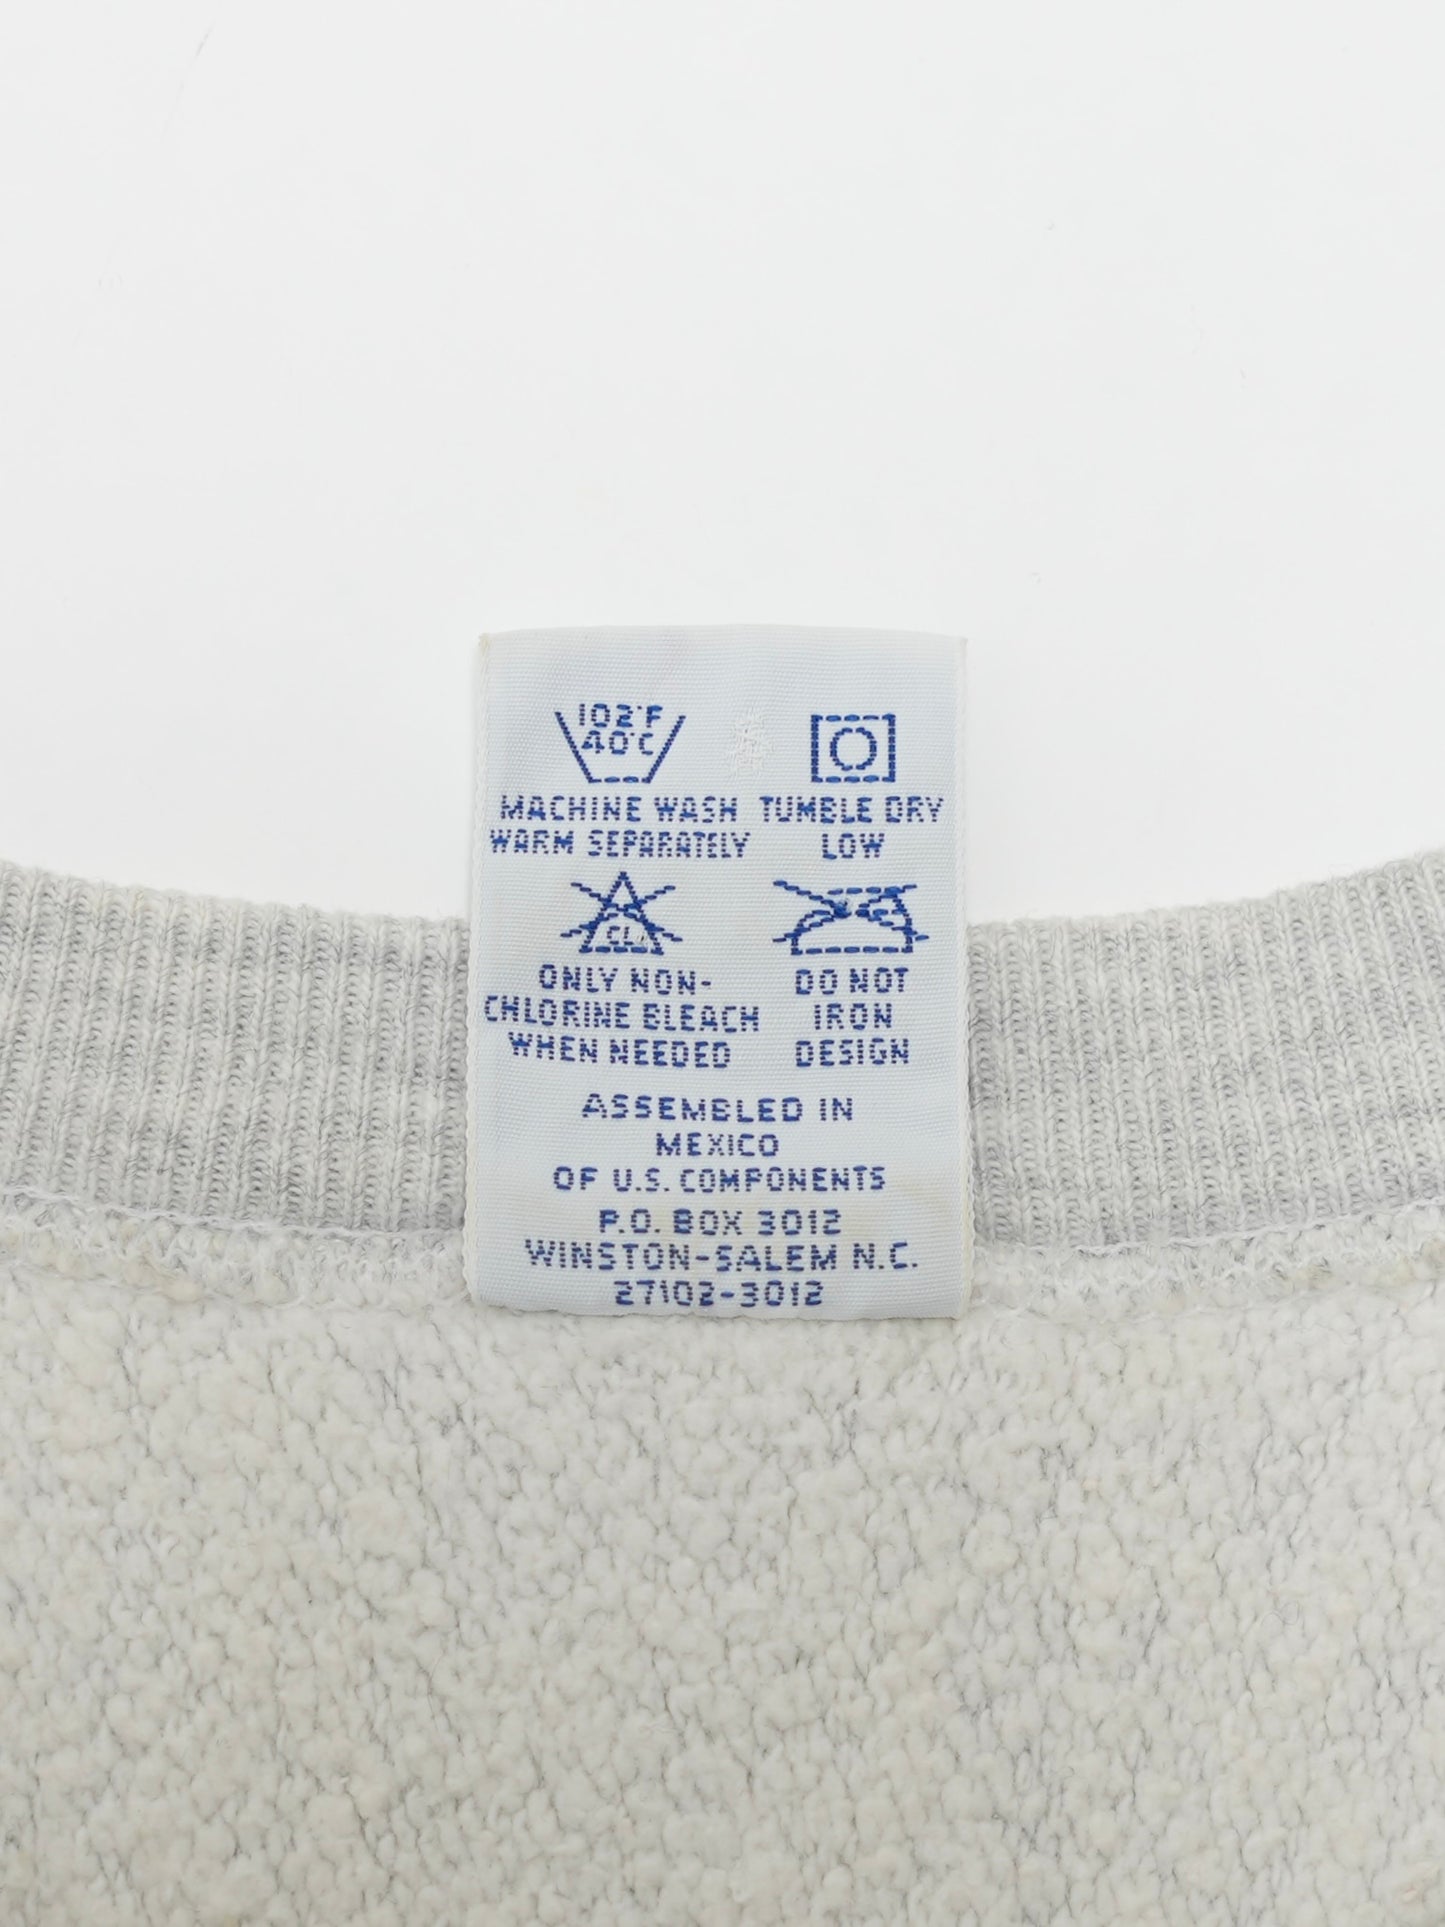 102°F
40°C
MACHINE WASH
WARM SEPARATELY
TUMBLE DRY
LOW
CL
ONLY NON-
CHLORINE BLEACH
WHEN NEEDED
DO NOT
IRON
DESIGN
ASSEMBLED IN
MEXICO
OF U.S. COMPONENTS
P.O. BOX 3012
WINSTON-SALEM N.C.
27102-3012